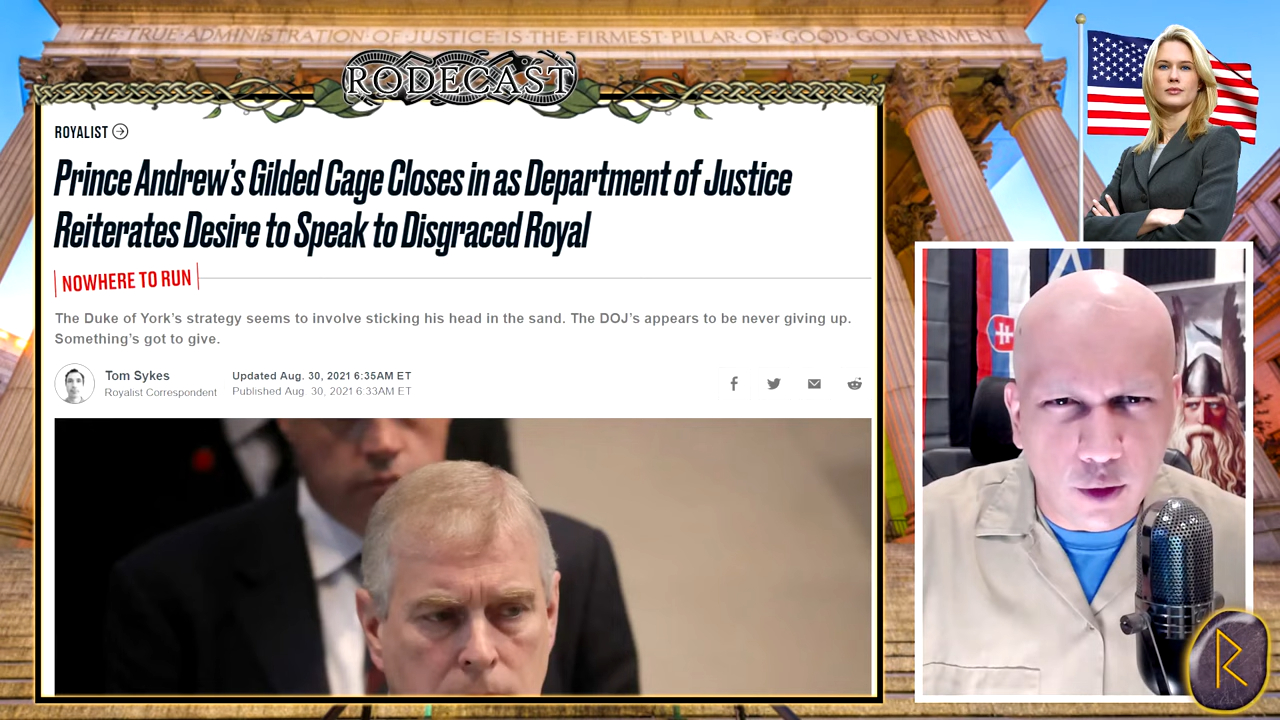 THE TRUE ADMINISTRATION OF JUSTICE IS THE FIRMEST PILLAR OF GOOD GOVERNMENT
RODECAST
ROYALIST
Prince Andrew's Gilded Cage Closes in as Department of Justice
Reiterates Desire to Speak to Disgraced Royal
NOWHERE TO RUN
The Duke of York's strategy seems to involve sticking his head in the sand. The DOJ's appears to be never giving up.
Something's got to give.
Tom Sykes
Royalist Correspondent
Updated Aug. 30, 2021 6:35AM ET
Published Aug 30, 2021 6:33AM ET